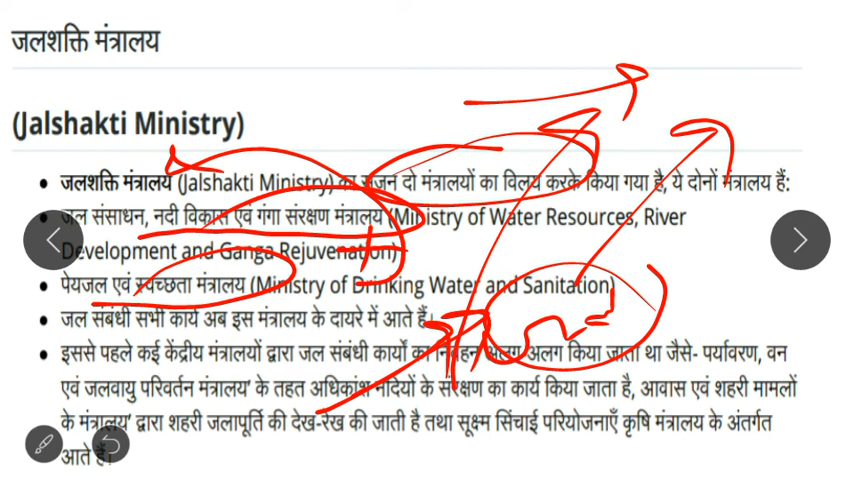 जलशक्ति मंत्रालय
(Jalshakti Ministry)
• जलशक्ति मंत्रालय (Jalshakti Ministry) का सृजन दो मंत्रालयों का विलय करके किया गया है, ये दोनों मंत्रालय हैं:
• जल संसाधन, नदी विकास एवं गंगा संरक्षण मंत्रालय (Ministry of Water Resources, River
Development and Ganga Rejuvenation)
• पेयजल एवं स्वच्छता मंत्रालय (Ministry of Drinking Water and Sanitation)
• जल संबंधी सभी कार्य अब इस मंत्रालय के दायरे में आते हैं।
• इससे पहले कई केंद्रीय मंत्रालयों द्वारा जल संबंधी कार्यों का निर्वहन अलग अलग किया जाता था जैसे- पर्यावरण, वन
एवं जलवायु परिवर्तन मंत्रालय' के तहत अधिकांश नदियों के संरक्षण का कार्य किया जाता है, आवास एवं शहरी मामलों
के मंत्रालय' द्वारा शहरी जलापूर्ति की देख-रेख की जाती है तथा सूक्ष्म सिंचाई परियोजनाएँ कृषि मंत्रालय के अंतर्गत
आते हैं।